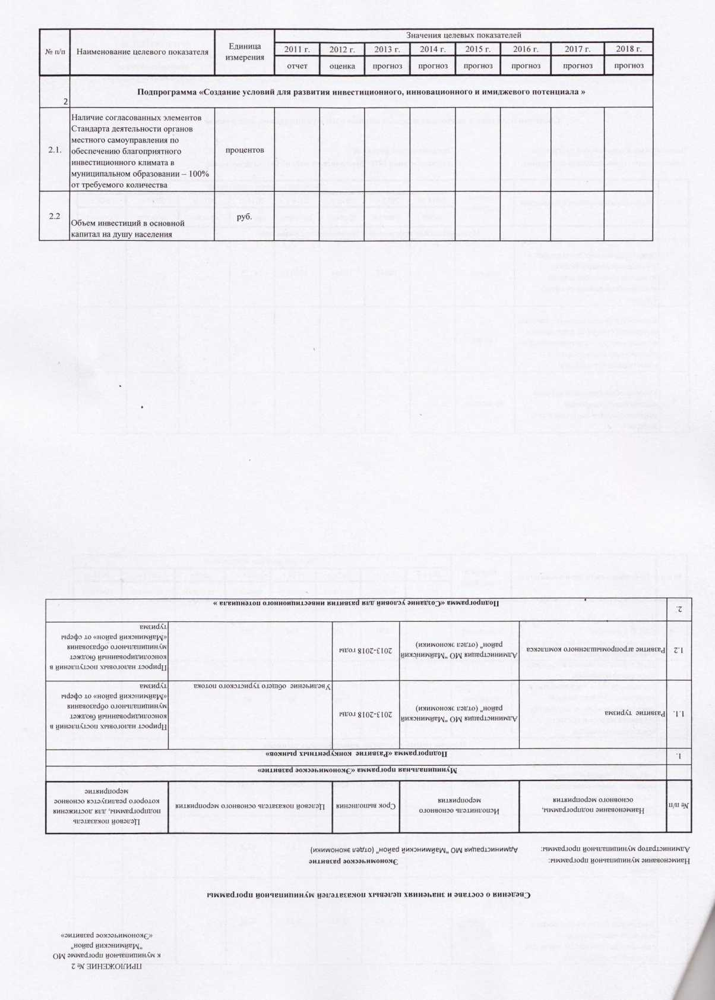 № п/п
Наименование целевого показателя
Единица
измерения
Значения целевых показателей
2011 г. 2012 г. 2013 г. 2014 г. 2015 г. 2016 г. 2017 г. 2018 г.
отчет оценка прогноз прогноз прогноз прогноз прогноз прогноз
2
Подпрограмма «Создание условий для развития инвестиционного, инновационного и имиджевого потенциала »
2.1.
Наличие согласованных элементов
Стандарта деятельности органов
местного самоуправления по
обеспечению благоприятного
инвестиционного климата в
муниципальном образовании – 100%
от требуемого количества
процентов
2.2
Объем инвестиций в основной
капитал на душу населения
руб.
ПРИЛОЖЕНИЕ № 2
к муниципальной программе МО
"Майминский район"
«Экономическое развитие»
Сведения о составе и значениях целевых показателей муниципальной программы
Наименование муниципальной программы: Экономическое развитие
Администратор муниципальной программы: Администрация МО "Майминский район" (отдел экономики)
№ п/п
Наименование подпрограммы,
основного мероприятия
Исполнитель основного
мероприятия
Срок выполнения
Целевой показатель основного мероприятия
Целевой показатель
подпрограммы, для достижения
которого реализуется основное
мероприятие
Муниципальная программа «Экономическое развитие»
1.
Подпрограмма «Развитие конкурентных рынков»
1.1.
Развитие туризма
Администрация МО "Майминский
район" (отдел экономики)
2013-2018 годы
Увелнчение общего туристского потока
Прирост налоговых поступлений в
консолидированный бюджет
муниципального образования
«Майминский район» от сферы
туризма
1.2
Развитие агропромышленного комплекса
Администрация МО "Майминский
район" (отдел экономики)
2013-2018 годы
Прирост налоговых поступлений в
консолидированный бюджет
муниципального образования
«Майминский район» от сферы
туризма
2.
Подпрограмма «Создание условий для развития инвестиционного потенциала »